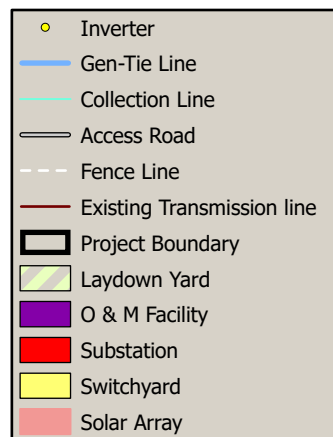 Inverter
Gen-Tie Line
Collection Line
Access Road
Fence Line
Existing Transmission line
Project Boundary
Laydown Yard
O & M Facility
Substation
Switchyard
Solar Array